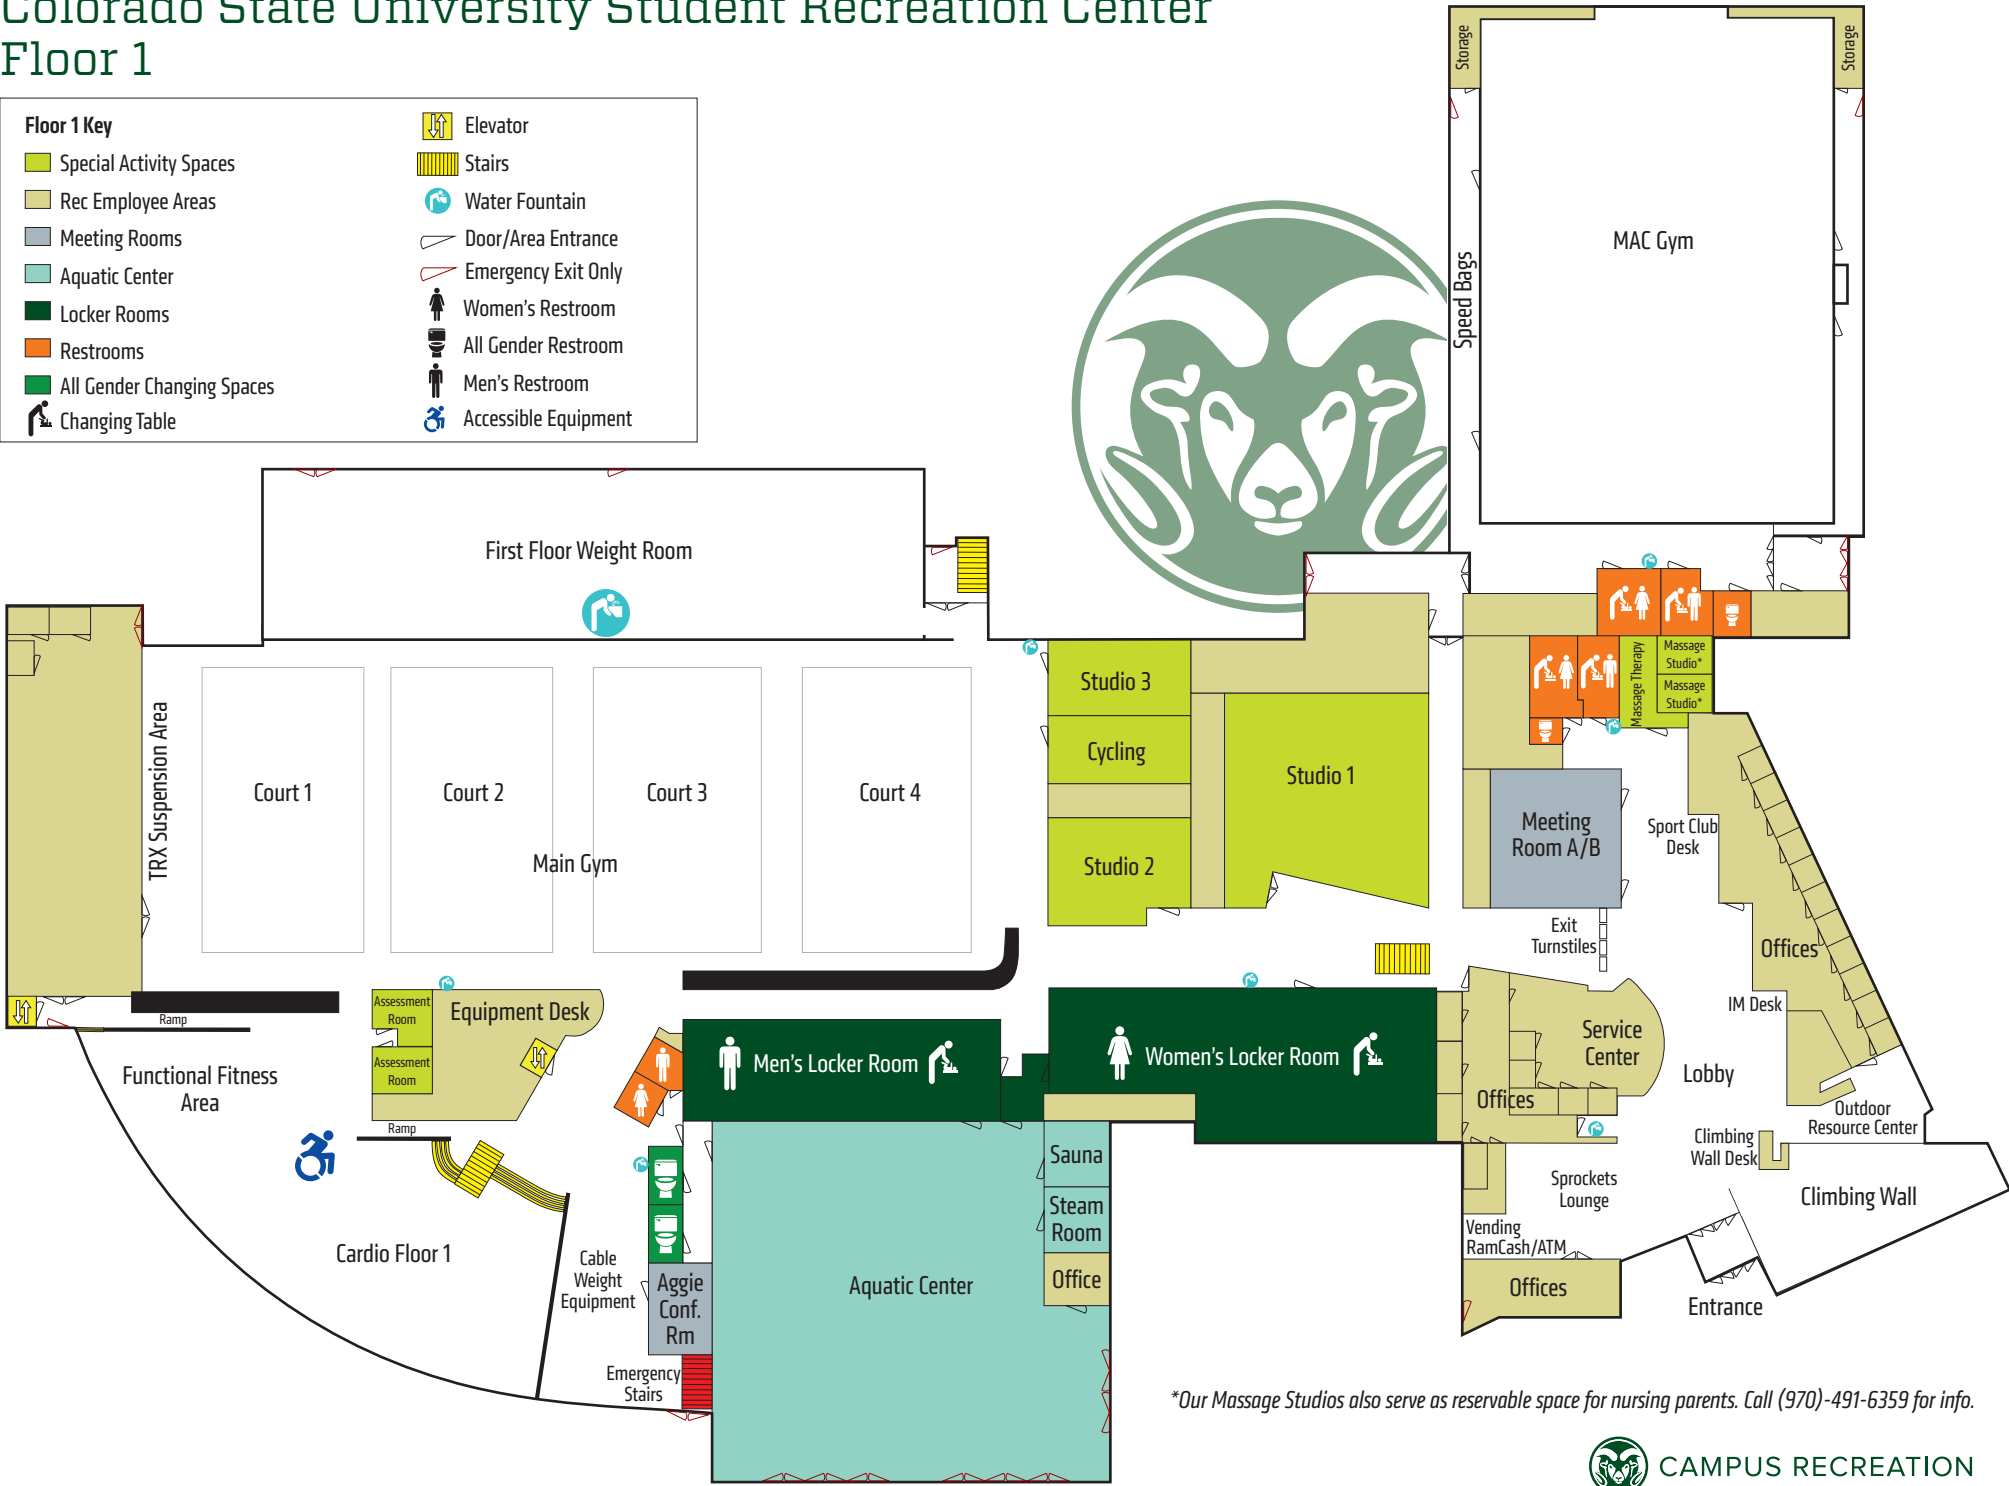 Colorado State University Student Recreation Center
Floor 1
Floor 1 Key
Special Activity Spaces
Rec Employee Areas
Meeting Rooms
Aquatic Center
Locker Rooms
Restrooms
All Gender Changing Spaces
Changing Table
Elevator
Stairs
Water Fountain
Door/Area Entrance
Emergency Exit Only
Women's Restroom
All Gender Restroom
Men's Restroom
Accessible Equipment
Storage
Storage
MAC Gym
Speed Bags
First Floor Weight Room
TRX Suspension Area
Court 1
Court 2
Court 3
Court 4
Main Gym
Studio 3
Cycling
Studio 2
Studio 1
Massage Therapy
Massage
Studio*
Massage
Studio*
Meeting
Room A/B
Sport Club
Desk
Exit
Turnstiles
Offices
IM Desk
Ramp
Assessment
Room
Assessment
Room
Equipment Desk
Functional Fitness
Area
Ramp
Men's Locker Room
Women's Locker Room
Service
Center
Offices
Lobby
Outdoor
Resource Center
Climbing
Wall Desk
Climbing Wall
Sprockets
Lounge
Vending
RamCash/ATM
Offices
Entrance
Sauna
Steam
Room
Office
Aquatic Center
Cardio Floor 1
Cable
Weight
Equipment
Aggie
Conf.
Rm
Emergency
Stairs
*Our Massage Studios also serve as reservable space for nursing parents. Call (970)-491-6359 for info.
CAMPUS RECREATION